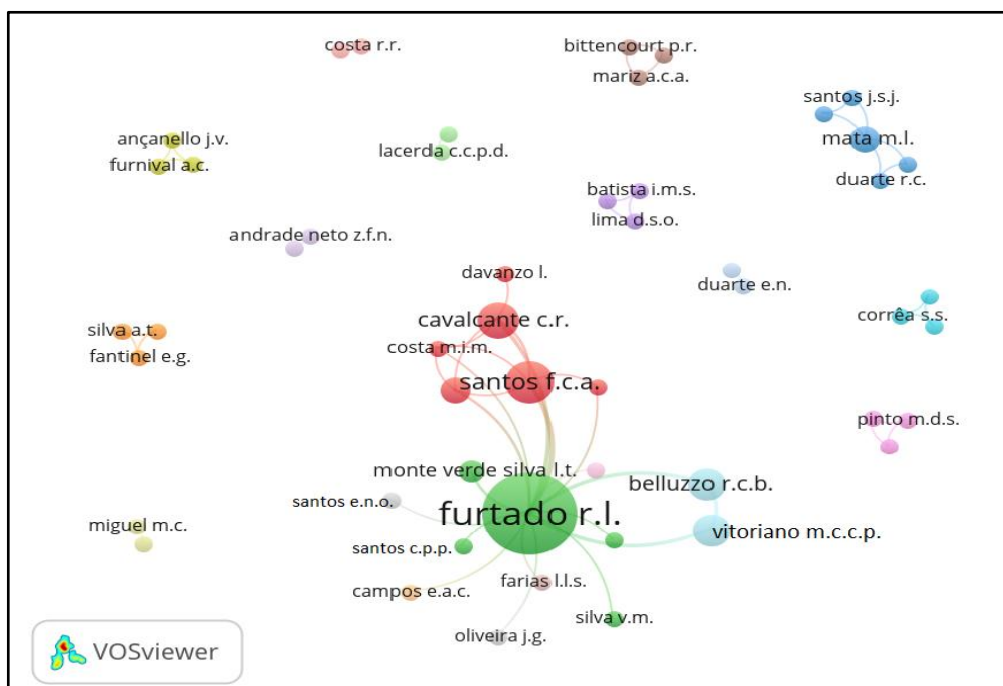 costa r.r.
bittencourt p.r.
mariz a.c.a.
santos j.s.j.
mata m.l.
duarte r.c.
ançanello j.v.
furnival a.c.
lacerda c.c.p.d.
batista i.m.s.
lima d.s.o.
andrade neto z.f.n.
davanzo l.
duarte e.n.
cavalcante c.r.
corrêa s.s.
silva a.t.
costa m.i.m.
fantinel e.g.
santos f.c.a.
pinto m.d.s.
monte verde silva l.t.
belluzzo r.c.b.
santos e.n.o.
furtado r.l.
miguel m.c.
vitoriano m.c.c.p.
santos c.p.p.
farias l.l.s.
campos e.a.c.
silva v.m.
oliveira j.g.
VOSviewer